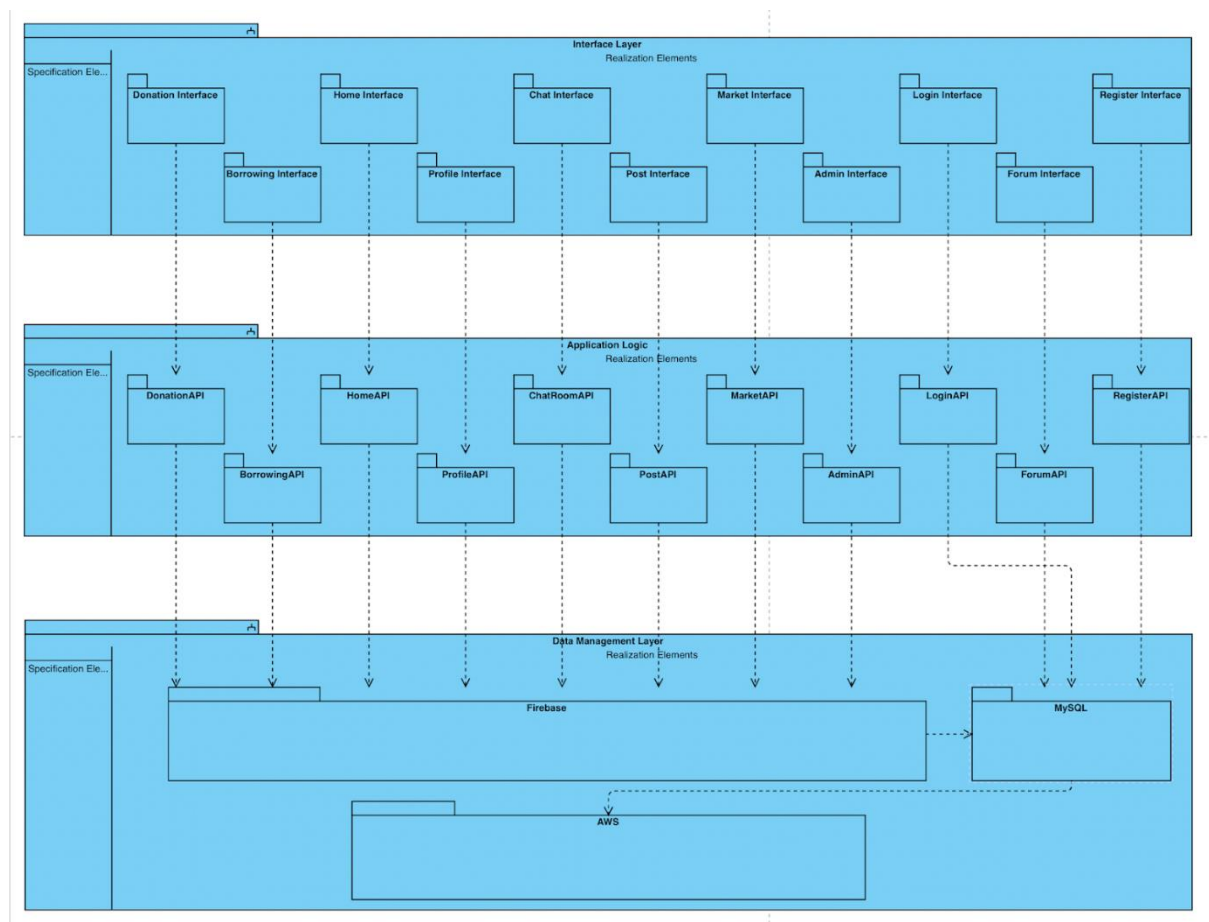 Interface Layer
Realization Elements
Specification Ele...
Donation Interface
Home Interface
Chat Interface
Market Interface
Login Interface
Register Interface
Borrowing Interface
Profile Interface
Post Interface
Admin Interface
Forum Interface
Application Logic
Realization Elements
Specification Ele...
DonationAPI
HomeAPI
ChatRoomAPI
MarketAPI
LoginAPI
RegisterAPI
BorrowingAPI
ProfileAPI
PostAPI
AdminAPI
ForumAPI
Data Management Layer
Realization Elements
Specification Ele...
Firebase
MySQL
AWS